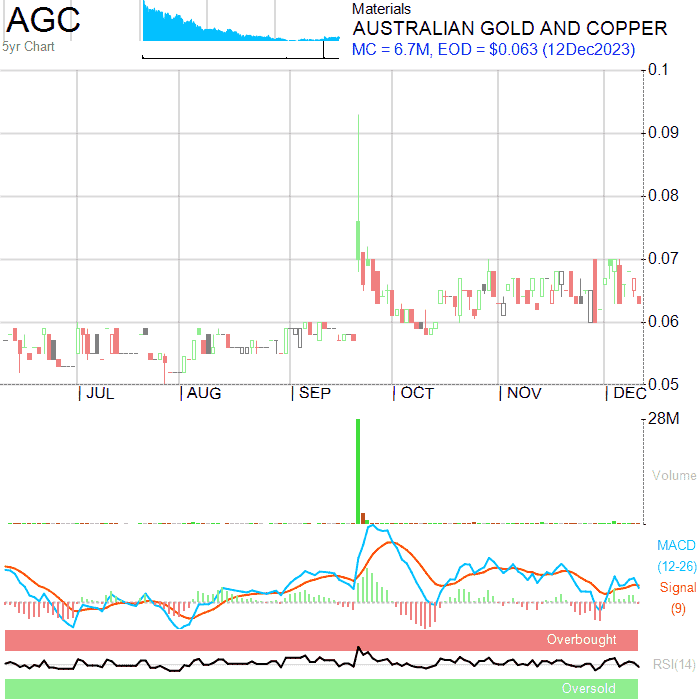 AGC
5yr Chart
Materials
AUSTRALIAN GOLD AND COPPER
MC = 6.7M, EOD = $0.063 (12Dec2023)
0.1
0.09
0.08
0.07
0.06
0.05
JUL AUG SEP OCT NOV DEC
28M
Volume
MACD
(12-26)
Signal
(9)
Overbought
RSI(14)
Oversold